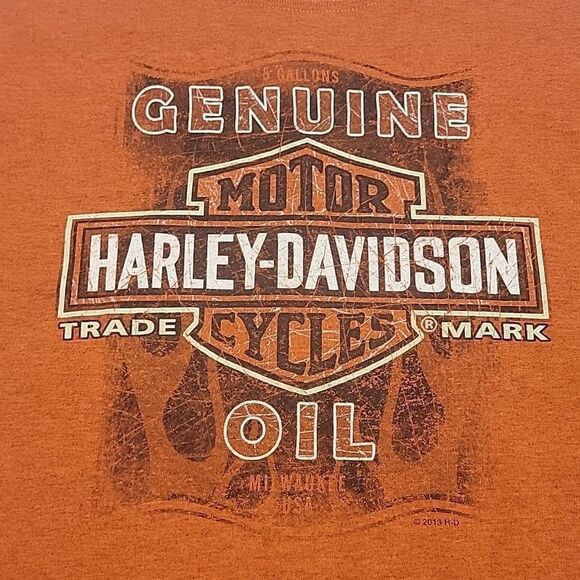 5 GALLONS
GENUINE
MOTOR
HARLEY-DAVIDSON
TRADE ® MARK
CYCLES
OIL
MILWAUKEE
USA
© 2013 H-D